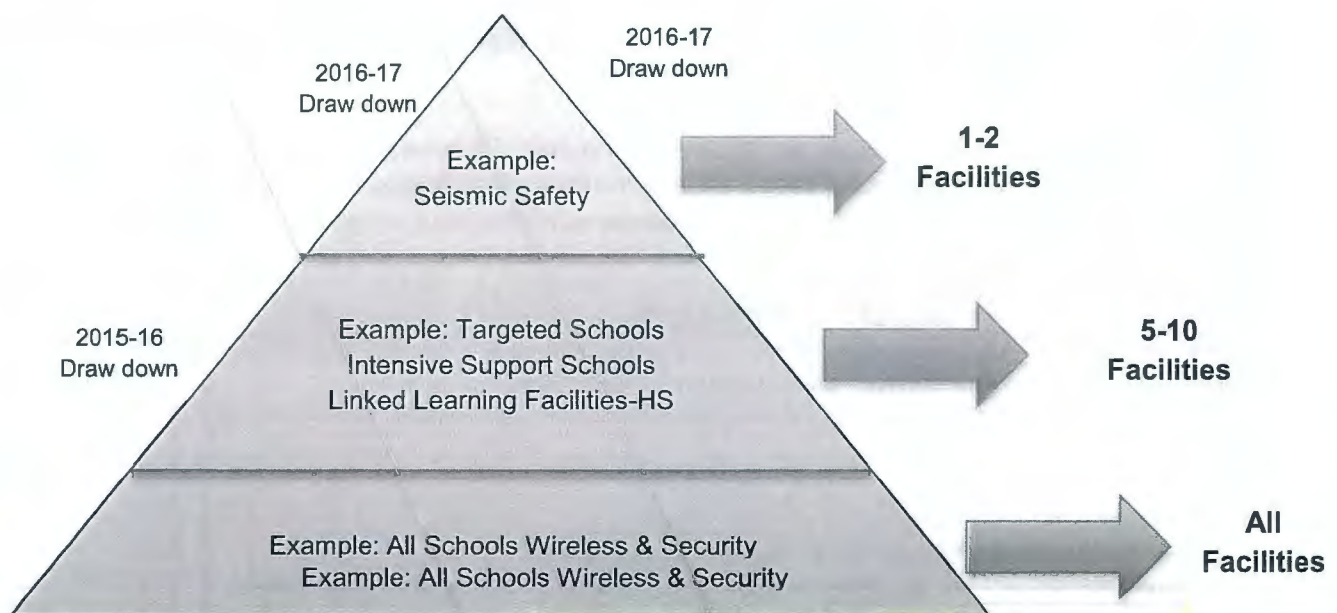 2016-17
Draw down
2016-17
Draw down
Example:
Seismic Safety
1-2
Facilities
2015-16
Draw down
Example: Targeted Schools
Intensive Support Schools
Linked Learning Facilities-HS
5-10
Facilities
Example: All Schools Wireless & Security
Example: All Schools Wireless & Security
All
Facilities